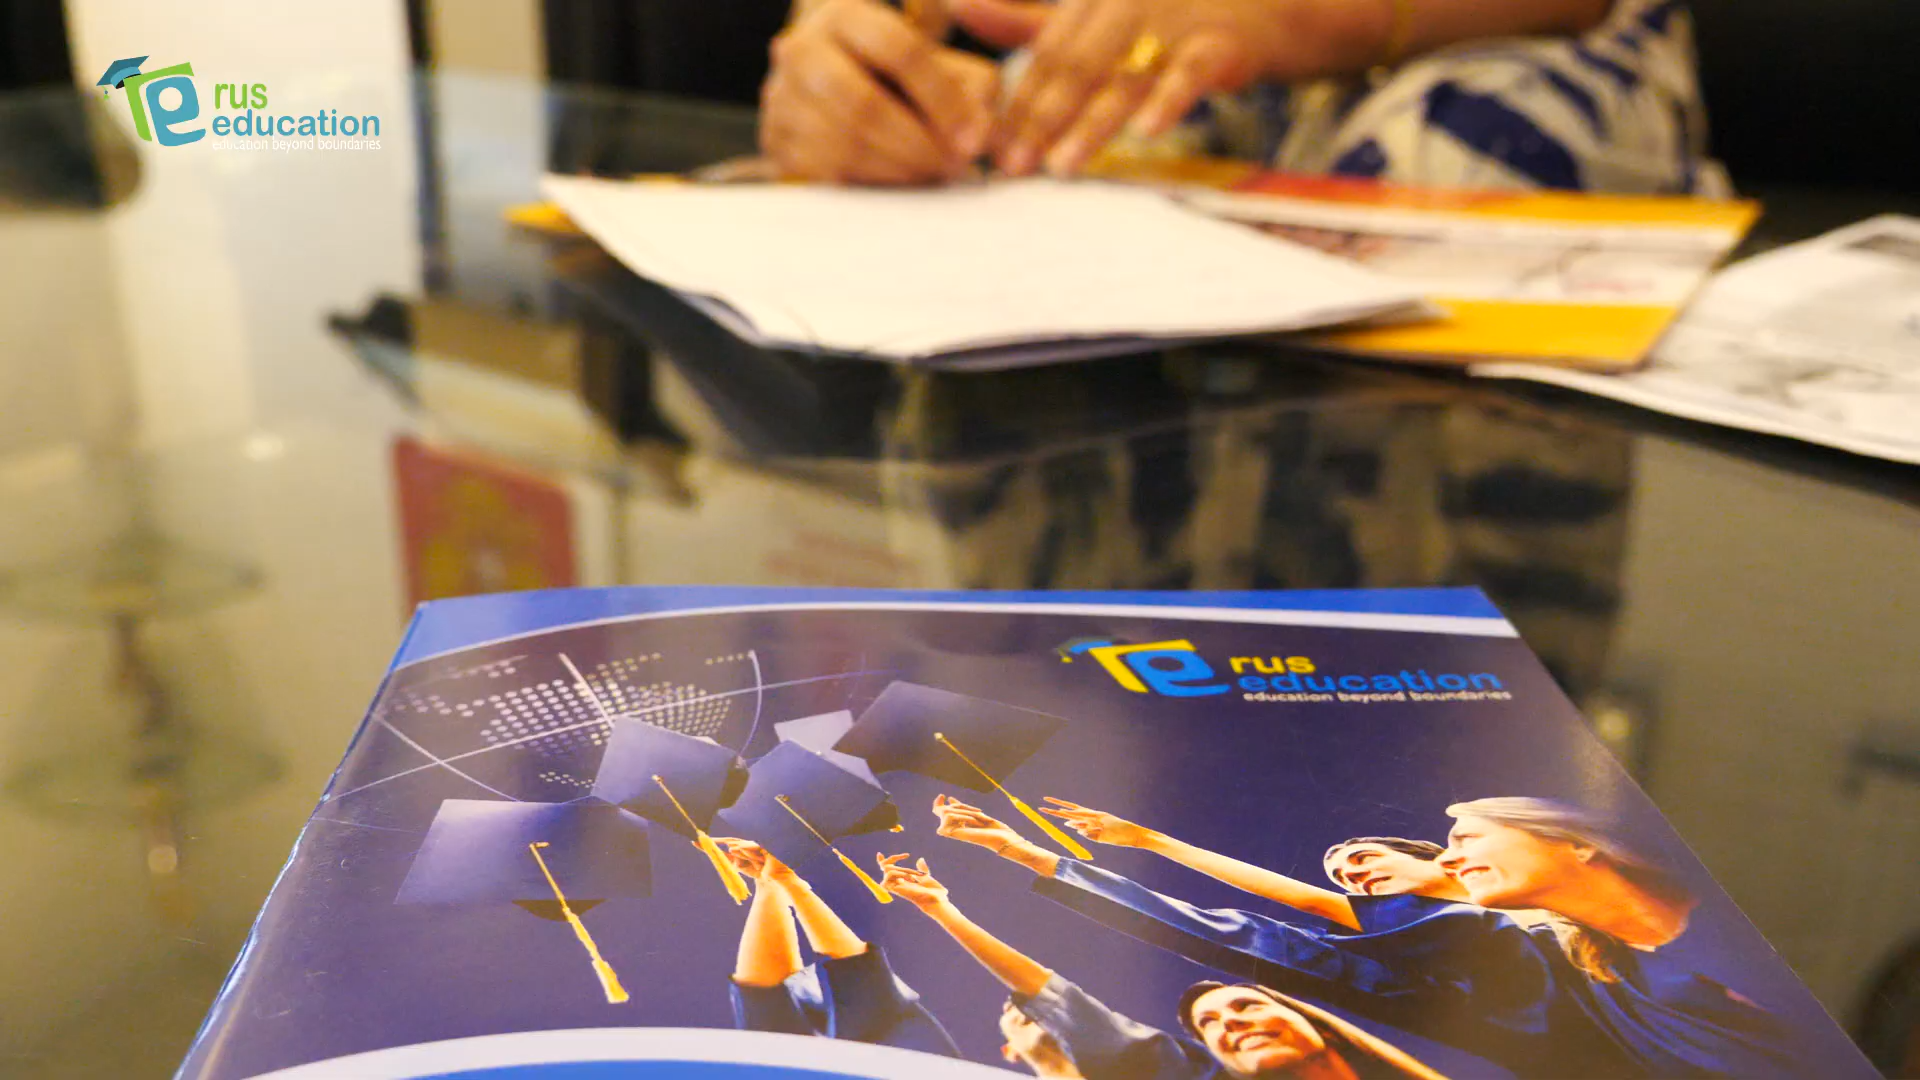 rus
education
education beyond boundaries
rus
education
education beyond boundaries